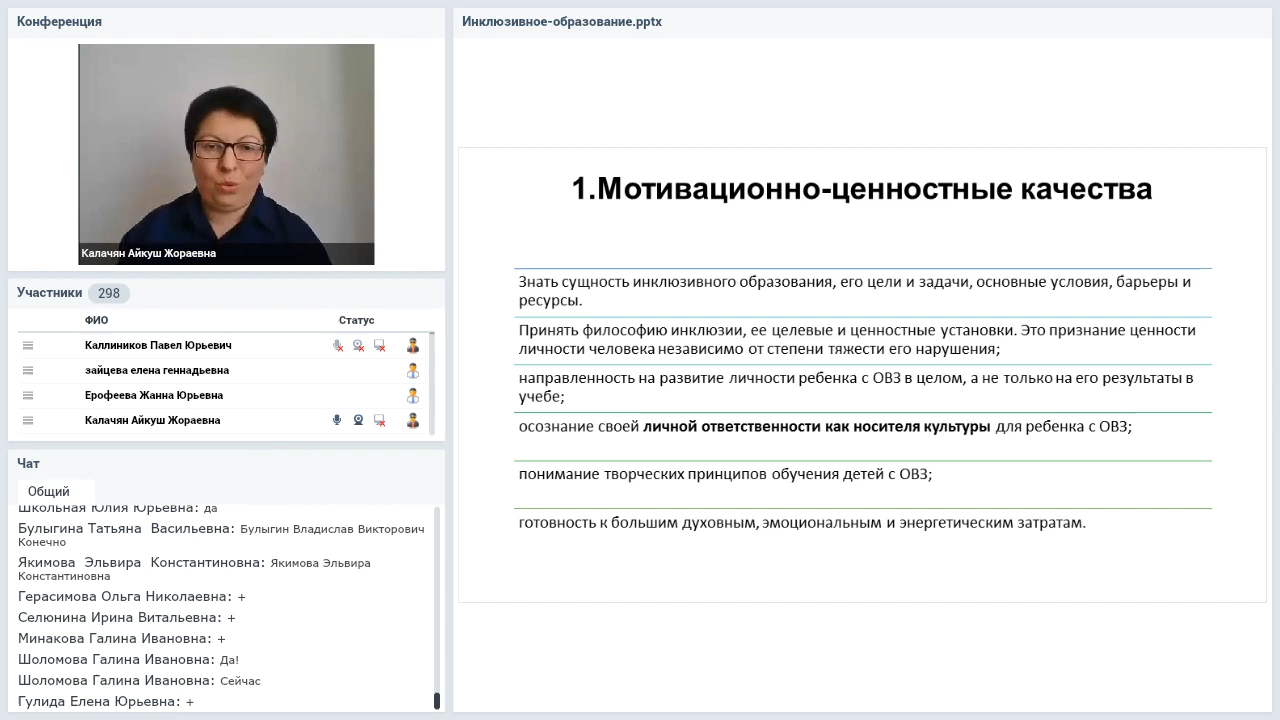 Конференция
Калачян Айкуш Жораевна
Участники 298
ФИО Статус
Каллиников Павел Юрьевич
зайцева елена геннадьевна
Ерофеева Жанна Юрьевна
Калачян Айкуш Жораевна
Чат
Общий
Школьная Юлия Юрьевна: да
Булыгина Татьяна Васильевна: Булыгин Владислав Викторович
Конечно
Якимова Эльвира Константиновна: Якимова Эльвира
Константиновна
Герасимова Ольга Николаевна: +
Селюнина Ирина Витальевна: +
Минакова Галина Ивановна: +
Шоломова Галина Ивановна: Да!
Шоломова Галина Ивановна: Сейчас
Гулида Елена Юрьевна: +
Инклюзивное-образование.pptx
1.Мотивационно-ценностные качества
Знать сущность инклюзивного образования, его цели и задачи, основные условия, барьеры и
ресурсы.
Принять философию инклюзии, ее целевые и ценностные установки. Это признание ценности
личности человека независимо от степени тяжести его нарушения;
направленность на развитие личности ребенка с ОВЗ в целом, а не только на его результаты в
учебе;
осознание своей личной ответственности как носителя культуры для ребенка с ОВЗ;
понимание творческих принципов обучения детей с ОВЗ;
готовность к большим духовным, эмоциональным и энергетическим затратам.